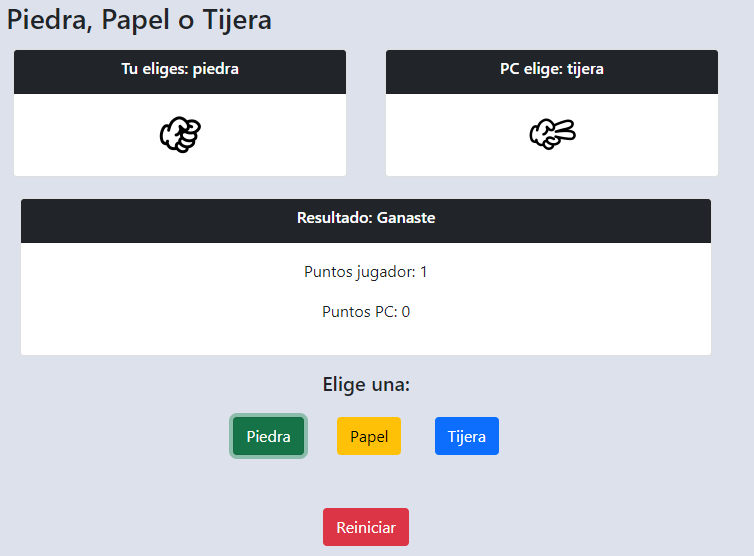 Piedra, Papel o Tijera
Tu eliges: piedra
PC elige: tijera
Resultado: Ganaste
Puntos jugador: 1
Puntos PC: 0
Elige una:
Piedra
Papel
Tijera
Reiniciar